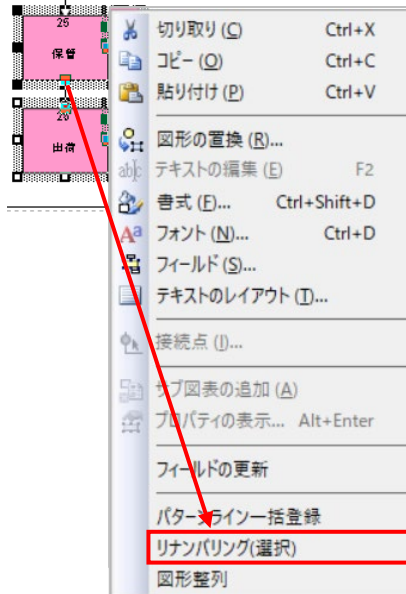 25
保管
26
出荷
切り取り (C) Ctrl+X
コピー (O) Ctrl+C
貼り付け (P) Ctrl+V
図形の置換 (R)...
テキストの編集 (E) F2
書式 (F)... Ctrl+Shift+D
フォント (N)... Ctrl+D
フィールド (S)...
テキストのレイアウト (T)...
接続点 (I)...
サブ図表の追加 (A)
プロパティの表示... Alt+Enter
フィールドの更新
パターンライン一括登録
リナンバリング(選択)
図形整列